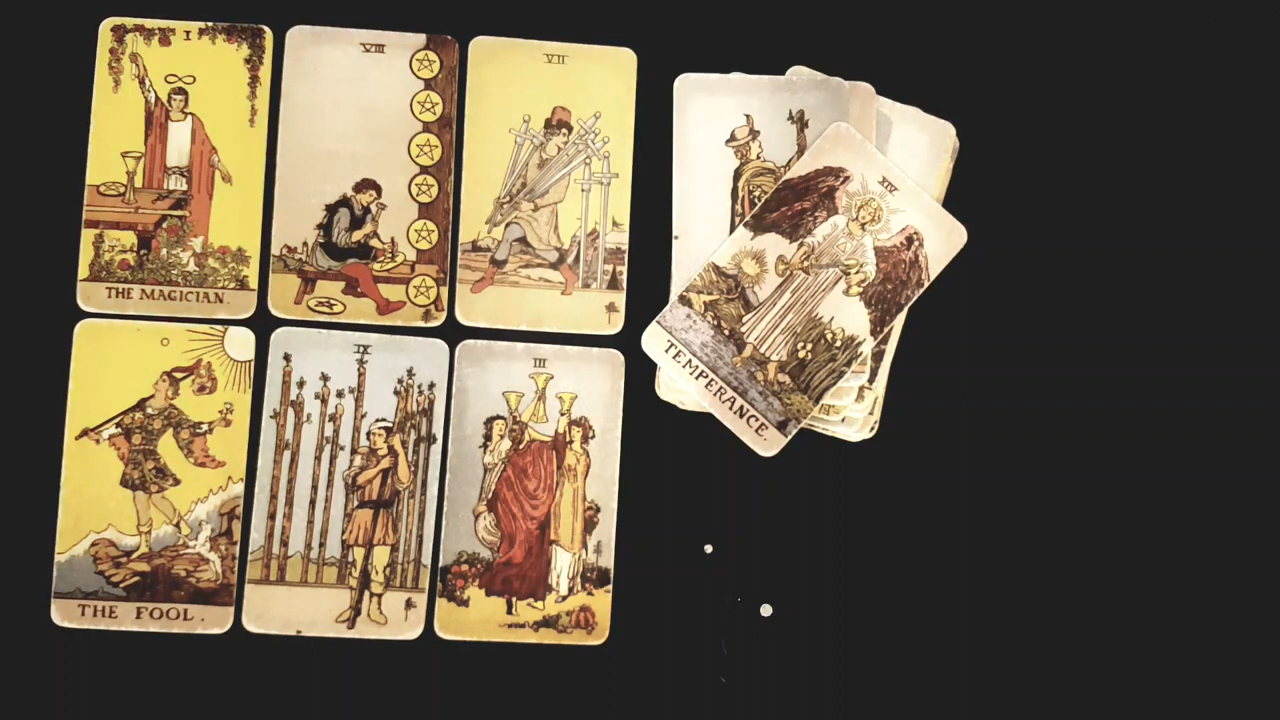 I
VIII
VII
THE MAGICIAN.
XIV
TEMPERANCE.
IX
III
THE FOOL.